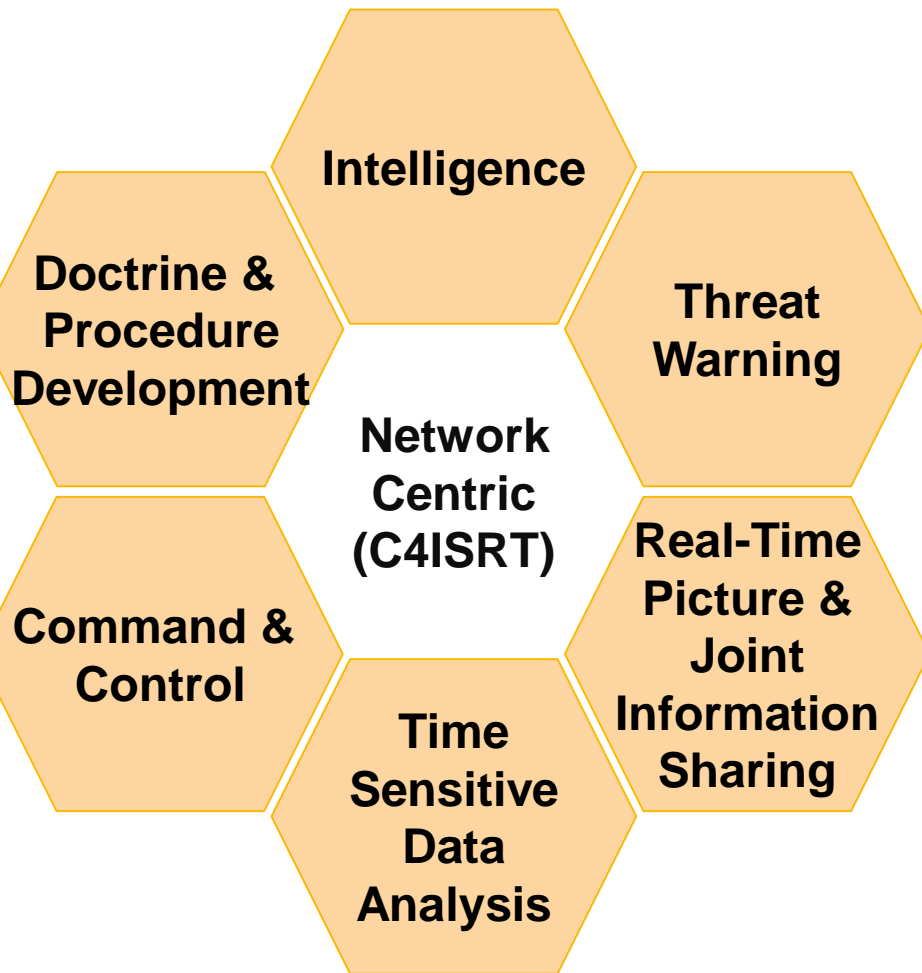 Intelligence
Doctrine &
Procedure
Development
Threat
Warning
Network
Centric
(C4ISRT)
Command &
Control
Real-Time
Picture &
Joint
Information
Sharing
Time
Sensitive
Data
Analysis